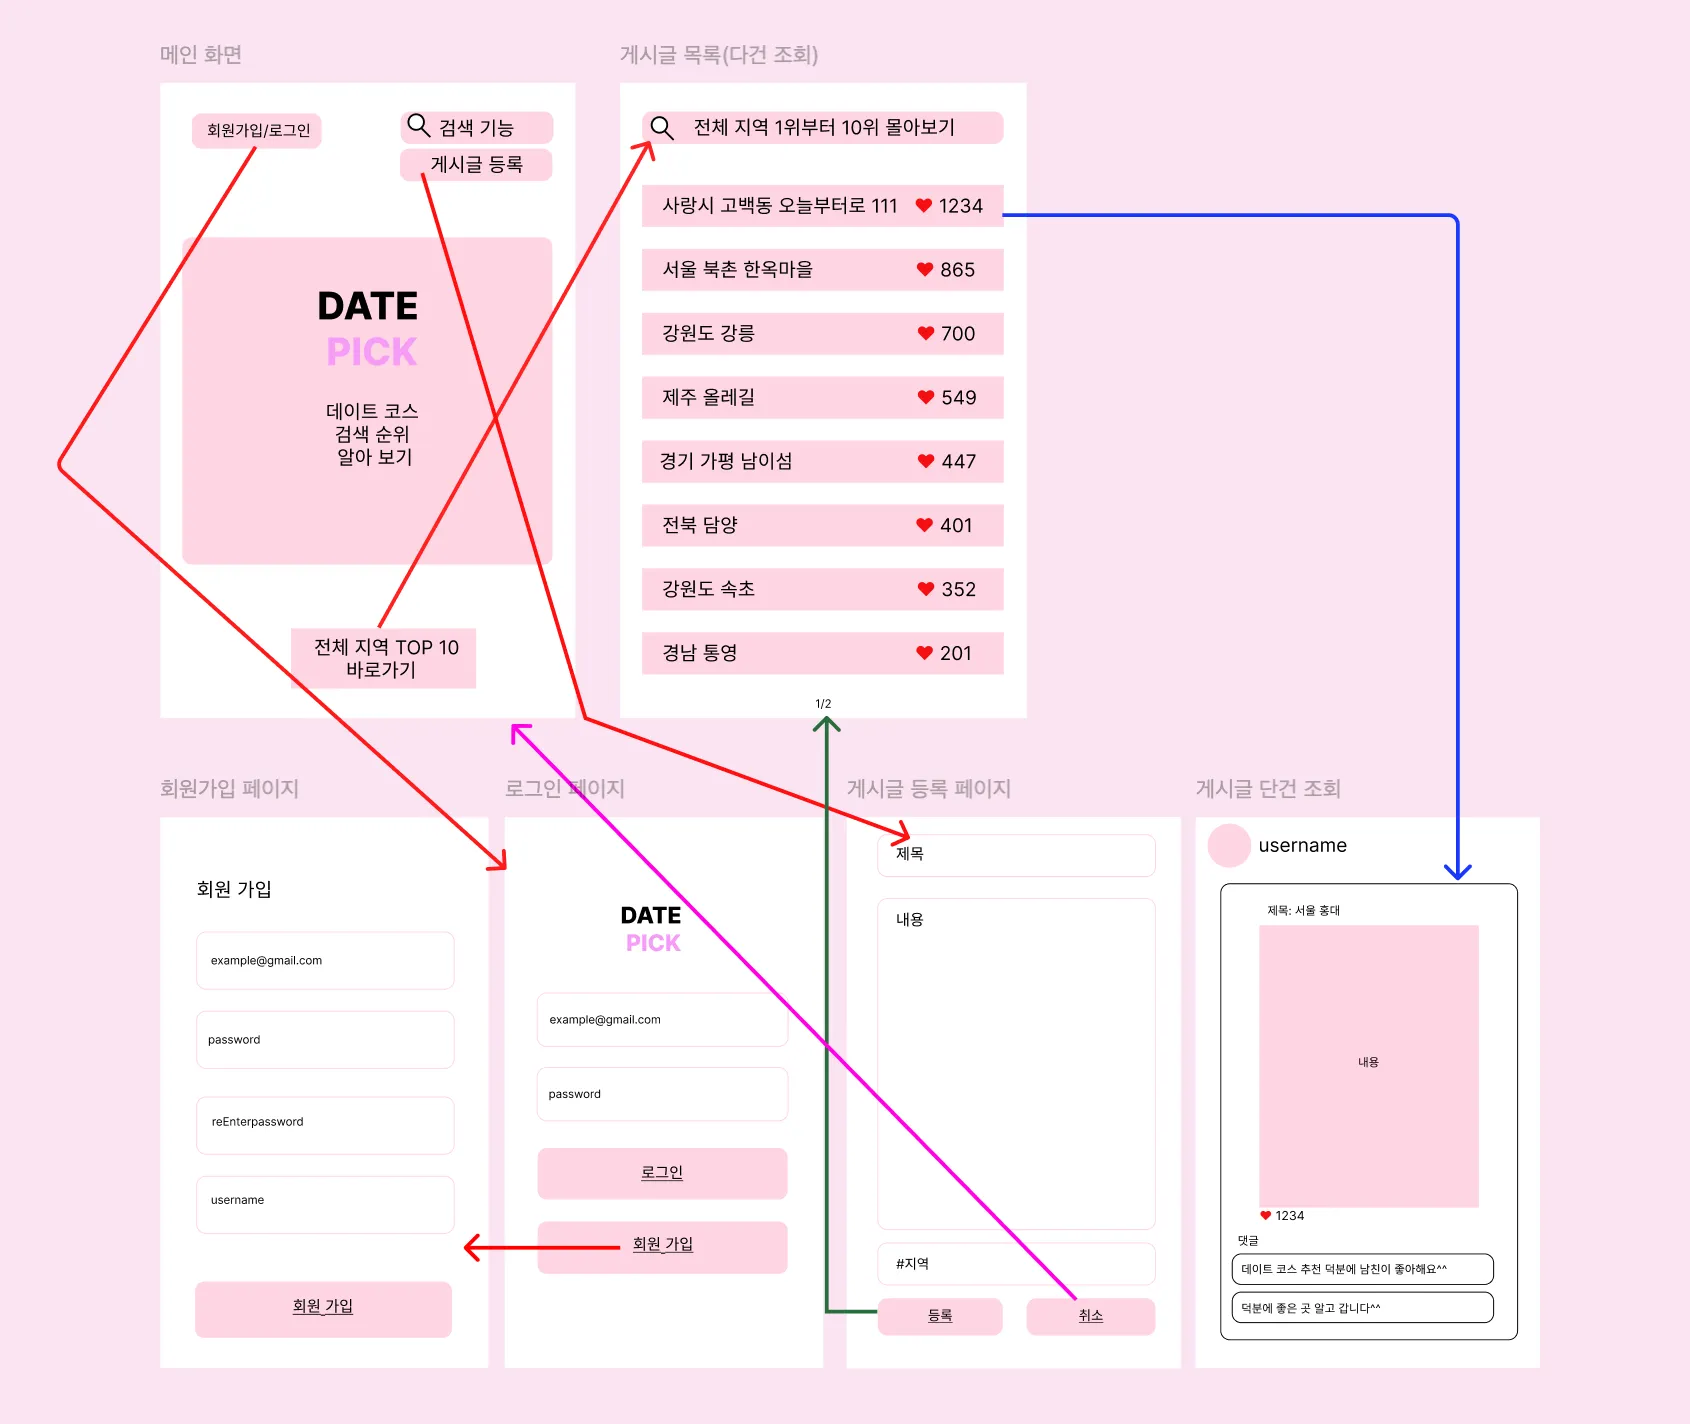 메인 화면
회원가입/로그인
검색 기능
게시글 등록
DATE
PICK
데이트 코스
검색 순위
알아 보기
전체 지역 TOP 10
바로가기
게시글 목록(다건 조회)
전체 지역 1위부터 10위 몰아보기
사랑시 고백동 오늘부터로 111 ♥ 1234
서울 북촌 한옥마을 ♥ 865
강원도 강릉 ♥ 700
제주 올레길 ♥ 549
경기 가평 남이섬 ♥ 447
전북 담양 ♥ 401
강원도 속초 ♥ 352
경남 통영 ♥ 201
1/2
회원가입 페이지
회원 가입
example@gmail.com
password
reEnterpassword
username
회원 가입
로그인 페이지
DATE
PICK
example@gmail.com
password
로그인
회원 가입
게시글 등록 페이지
제목
내용
#지역
등록
취소
게시글 단건 조회
username
제목: 서울 홍대
내용
♥ 1234
댓글
데이트 코스 추천 덕분에 남친이 좋아해요^^
덕분에 좋은 곳 알고 갑니다^^